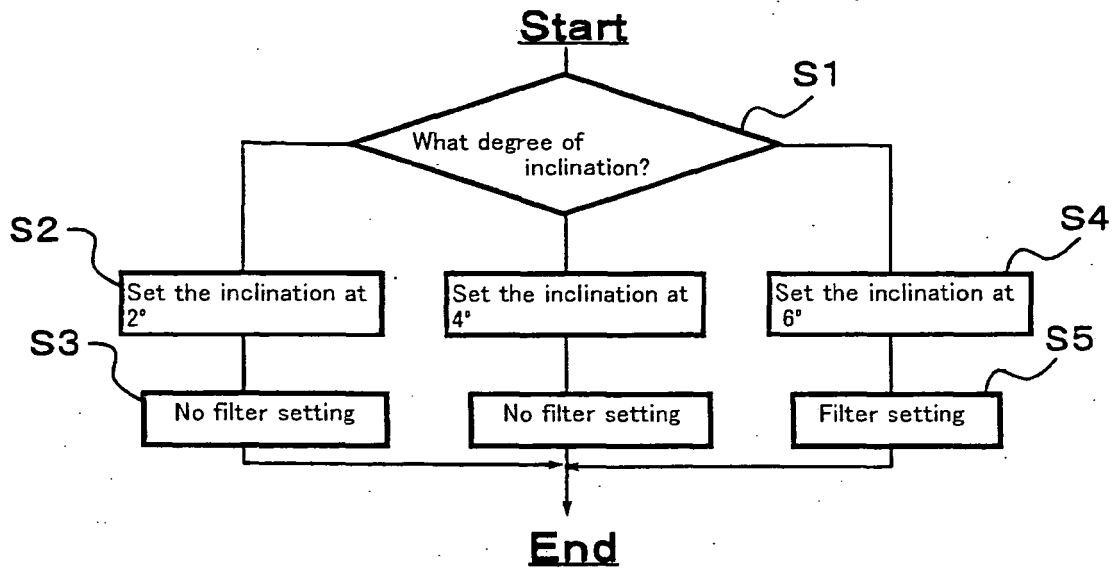 Start
S1
What degree of
inclination?
S2
S4
Set the inclination at
2°
Set the inclination at
4°
Set the inclination at
6°
S3
S5
No filter setting
No filter setting
Filter setting
End